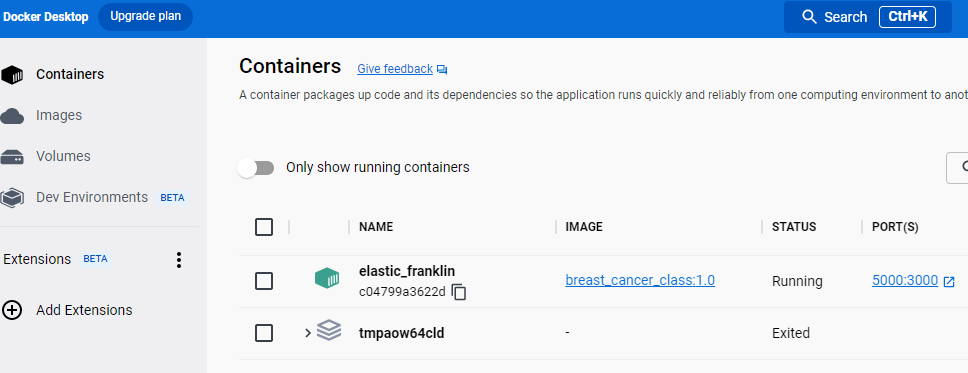 Docker Desktop Upgrade plan Search Ctrl+K
Containers
Images
Volumes
Dev Environments BETA
Extensions BETA
Add Extensions
Containers Give feedback
A container packages up code and its dependencies so the application runs quickly and reliably from one computing environment to
Only show running containers
NAME IMAGE STATUS PORT(S)
elastic_franklin breast_cancer_class:1.0 Running 5000:3000
c04799a3622d
tmpaow64cld - Exited